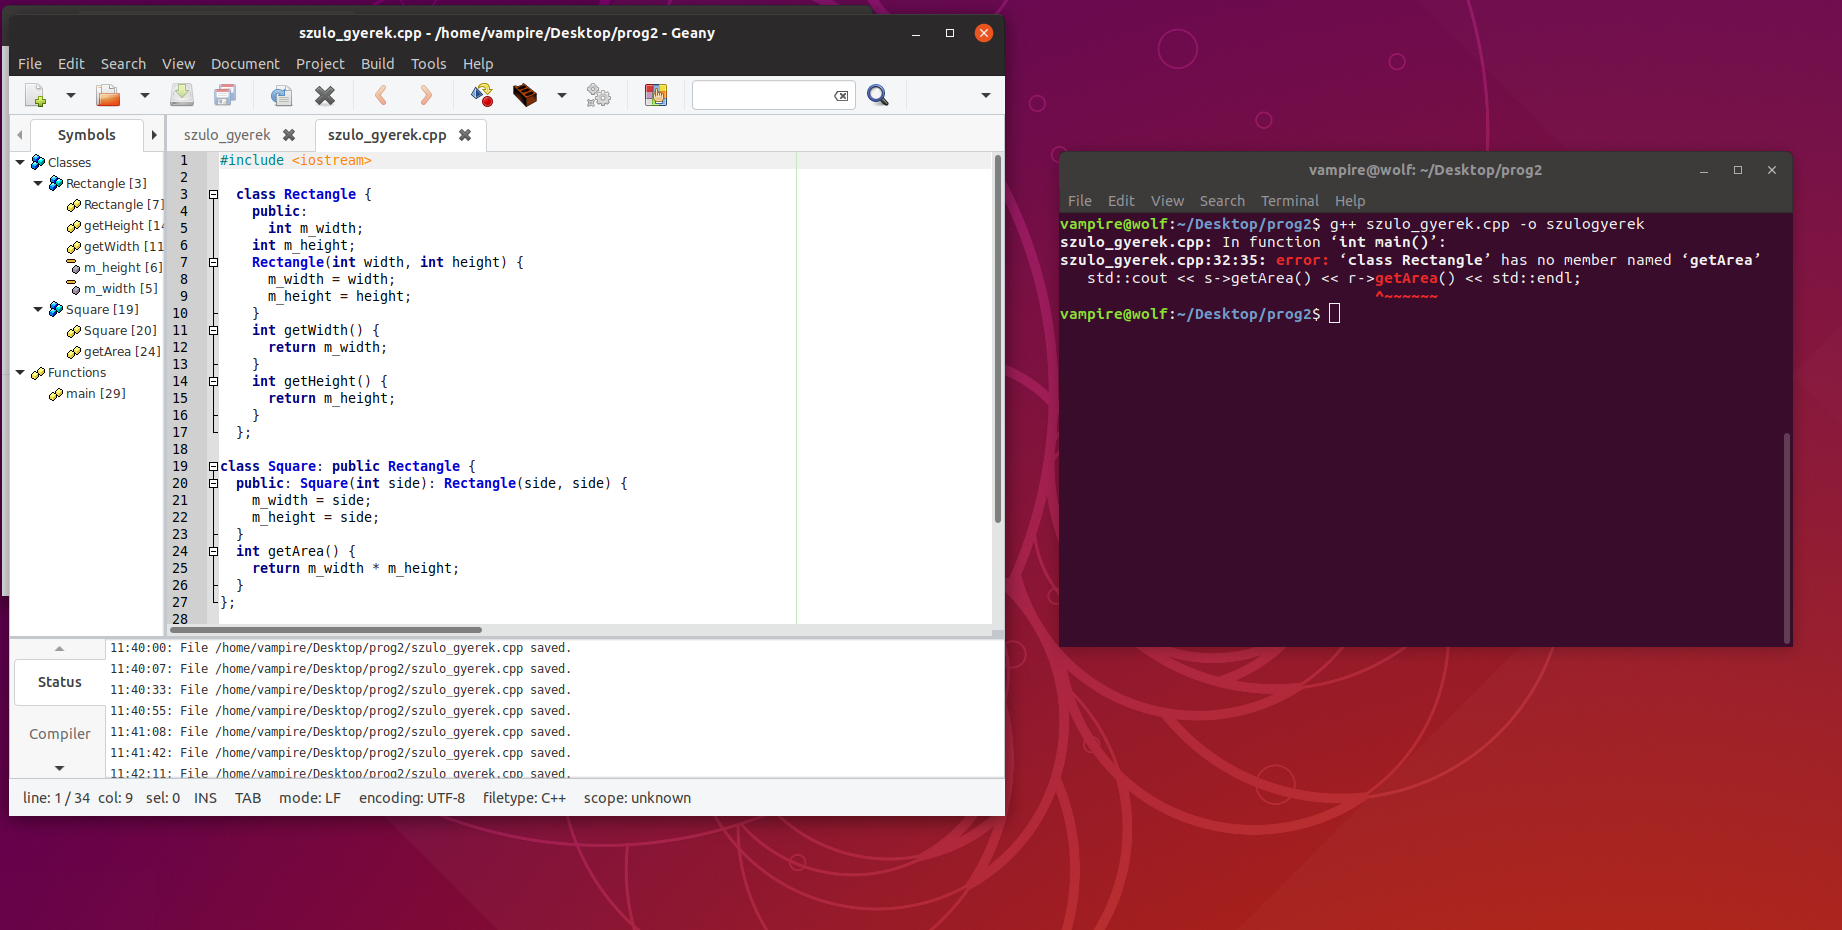 szulo_gyerek.cpp - /home/vampire/Desktop/prog2 - Geany
File Edit Search View Document Project Build Tools Help
Symbols
szulo_gyerek
szulo_gyerek.cpp
Classes
Rectangle [3]
Rectangle [7]
getHeight [14
getWidth [11
m_height [6]
m_width [5]
Square [19]
Square [20]
getArea [24]
Functions
main [29]
1 #include <iostream>
2
3 class Rectangle {
4 public:
5 int m_width;
6 int m_height;
7 Rectangle(int width, int height) {
8 m_width = width;
9 m_height = height;
10 }
11 int getWidth() {
12 return m_width;
13 }
14 int getHeight() {
15 return m_height;
16 }
17 };
18
19 class Square: public Rectangle {
20 public: Square(int side): Rectangle(side, side) {
21 m_width = side;
22 m_height = side;
23 }
24 int getArea() {
25 return m_width * m_height;
26 }
27 };
28
Status
Compiler
11:40:00: File /home/vampire/Desktop/prog2/szulo_gyerek.cpp saved.
11:40:07: File /home/vampire/Desktop/prog2/szulo_gyerek.cpp saved.
11:40:33: File /home/vampire/Desktop/prog2/szulo_gyerek.cpp saved.
11:40:55: File /home/vampire/Desktop/prog2/szulo_gyerek.cpp saved.
11:41:08: File /home/vampire/Desktop/prog2/szulo_gyerek.cpp saved.
11:41:42: File /home/vampire/Desktop/prog2/szulo_gyerek.cpp saved.
11:42:11: File /home/vampire/Desktop/prog2/szulo_gyerek.cpp saved.
line: 1 / 34 col: 9 sel: 0 INS TAB mode: LF encoding: UTF-8 filetype: C++ scope: unknown
vampire@wolf: ~/Desktop/prog2
File Edit View Search Terminal Help
vampire@wolf:~/Desktop/prog2$ g++ szulo_gyerek.cpp -o szulogyerek
szulo_gyerek.cpp: In function ‘int main()’:
szulo_gyerek.cpp:32:35: error: ‘class Rectangle’ has no member named ‘getArea’
std::cout << s->getArea() << r->getArea() << std::endl;
^~~~~~~
vampire@wolf:~/Desktop/prog2$